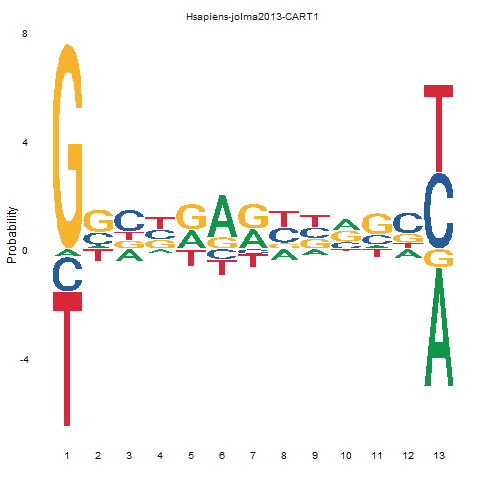 Hsapiens-jolma2013-CART1
8
4
0
-4
Probability
G A C T
G C T A
C T G A
T C G A
G A T
A G C T
G A C T
T C G A
T C G A
A G C T
G C A T
C G T A
T C G A
1 2 3 4 5 6 7 8 9 10 11 12 13